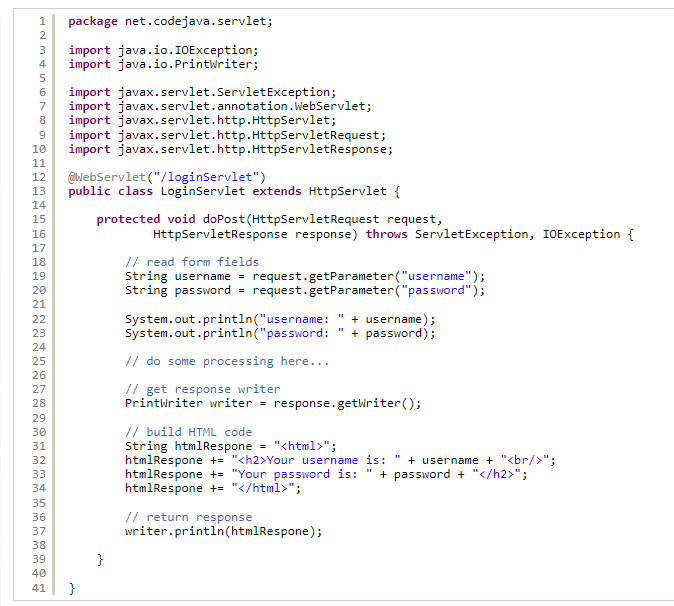 1 package net.codejava.servlet;
2
3 import java.io.IOException;
4 import java.io.PrintWriter;
5
6 import javax.servlet.ServletException;
7 import javax.servlet.annotation.WebServlet;
8 import javax.servlet.http.HttpServlet;
9 import javax.servlet.http.HttpServletRequest;
10 import javax.servlet.http.HttpServletResponse;
11
12 @WebServlet("/loginServlet")
13 public class LoginServlet extends HttpServlet {
14
15     protected void doPost(HttpServletRequest request,
16             HttpServletResponse response) throws ServletException, IOException {
17
18         // read form fields
19         String username = request.getParameter("username");
20         String password = request.getParameter("password");
21
22         System.out.println("username: " + username);
23         System.out.println("password: " + password);
24
25         // do some processing here...
26
27         // get response writer
28         PrintWriter writer = response.getWriter();
29
30         // build HTML code
31         String htmlRespone = "<html>";
32         htmlRespone += "<h2>Your username is: " + username + "<br/>";
33         htmlRespone += "Your password is: " + password + "</h2>";
34         htmlRespone += "</html>";
35
36         // return response
37         writer.println(htmlRespone);
38
39     }
40
41 }